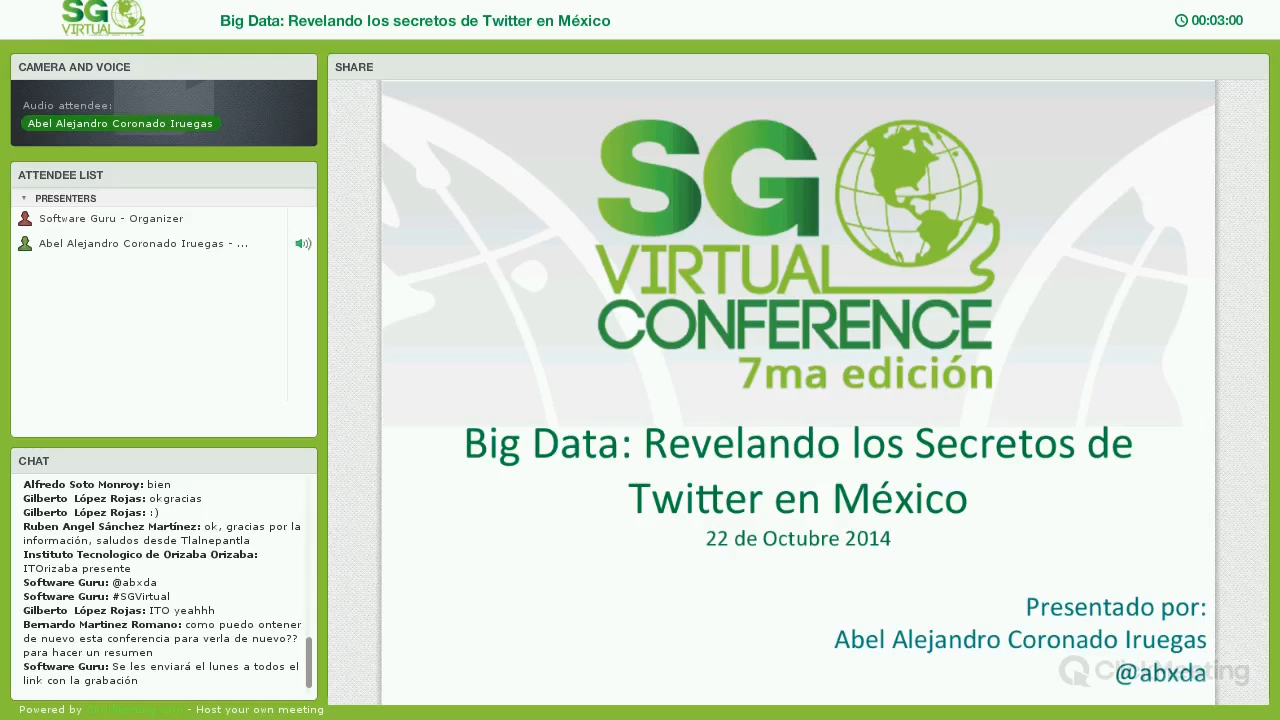 SG
VIRTUAL
Big Data: Revelando los secretos de Twitter en México
00:03:00
CAMERA AND VOICE
Audio attendee:
Abel Alejandro Coronado Iruegas
ATTENDEE LIST
PRESENTERS
Software Guru - Organizer
Abel Alejandro Coronado Iruegas - ...
CHAT
Alfredo Soto Monroy: bien
Gilberto López Rojas: ok gracias
Gilberto López Rojas: :)
Ruben Angel Sánchez Martínez: ok, gracias por la
información, saludos desde Tlalnepantla
Instituto Tecnologico de Orizaba Orizaba:
ITOrizaba presente
Software Guru: @abxda
Software Guru: #SGVirtual
Gilberto López Rojas: ITO yeahhh
Bernardo Martinez Romano: como puedo ontener
de nuevo esta conferencia para verla de nuevo??
para hacer un resumen
Software Guru: Se les enviará el lunes a todos el
link con la grabación
Powered by ClickMeeting.com - Host your own meeting
SHARE
SG
VIRTUAL
CONFERENCE
7ma edición
Big Data: Revelando los Secretos de
Twitter en México
22 de Octubre 2014
Presentado por:
Abel Alejandro Coronado Iruegas
@abxda
ClickMeeting